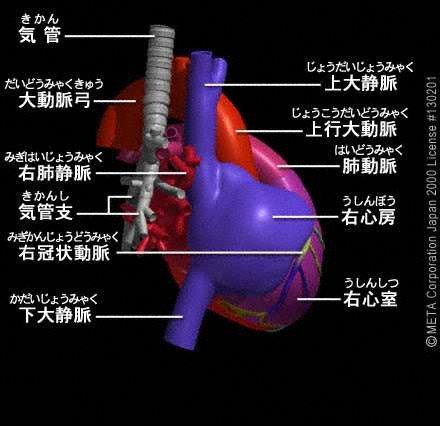 きかん
気管
だいどうみゃくきゅう
大動脈弓
みぎはいじょうみゃく
右肺静脈
きかんし
気管支
みぎかんじょうどうみゃく
右冠状動脈
かだいじょうみゃく
下大静脈
じょうだいじょうみゃく
上大静脈
じょうこうだいどうみゃく
上行大動脈
はいどうみゃく
肺動脈
うしんぼう
右心房
うしんしつ
右心室
©META Corporation Japan 2000 License #130201